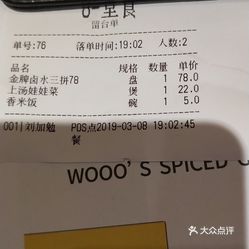 留台单
单号:76 落单时间:19:02 人数:2
品名 规格 数量 单价
金牌卤水三拼78 盘 1 78.0
上汤娃娃菜 煲 1 22.0
香米饭 碗 1 5.0
001|刘加勉 POS点2019-03-08 19:02:45
餐
WOOO'S SPICED
大众点评